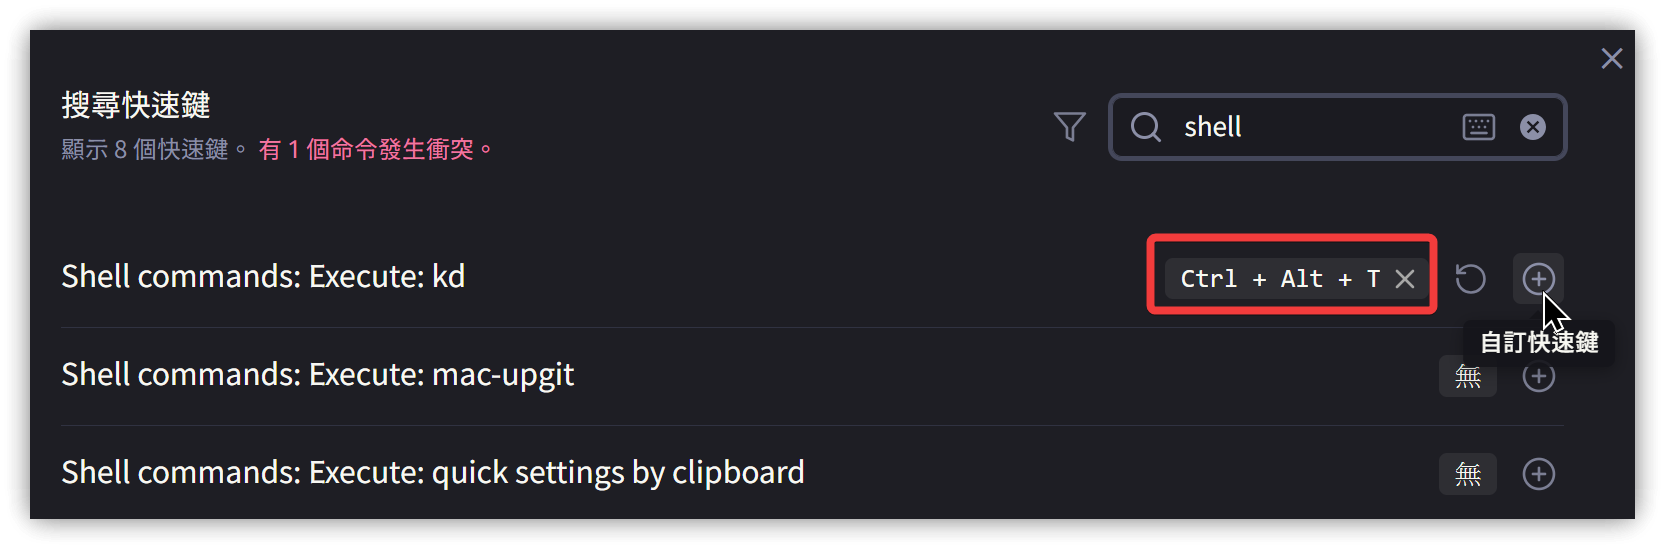 搜尋快速鍵
顯示 8 個快速鍵。 有 1 個命令發生衝突。
shell
Shell commands: Execute: kd
Ctrl + Alt + T
自訂快速鍵
Shell commands: Execute: mac-upgit
無
Shell commands: Execute: quick settings by clipboard
無